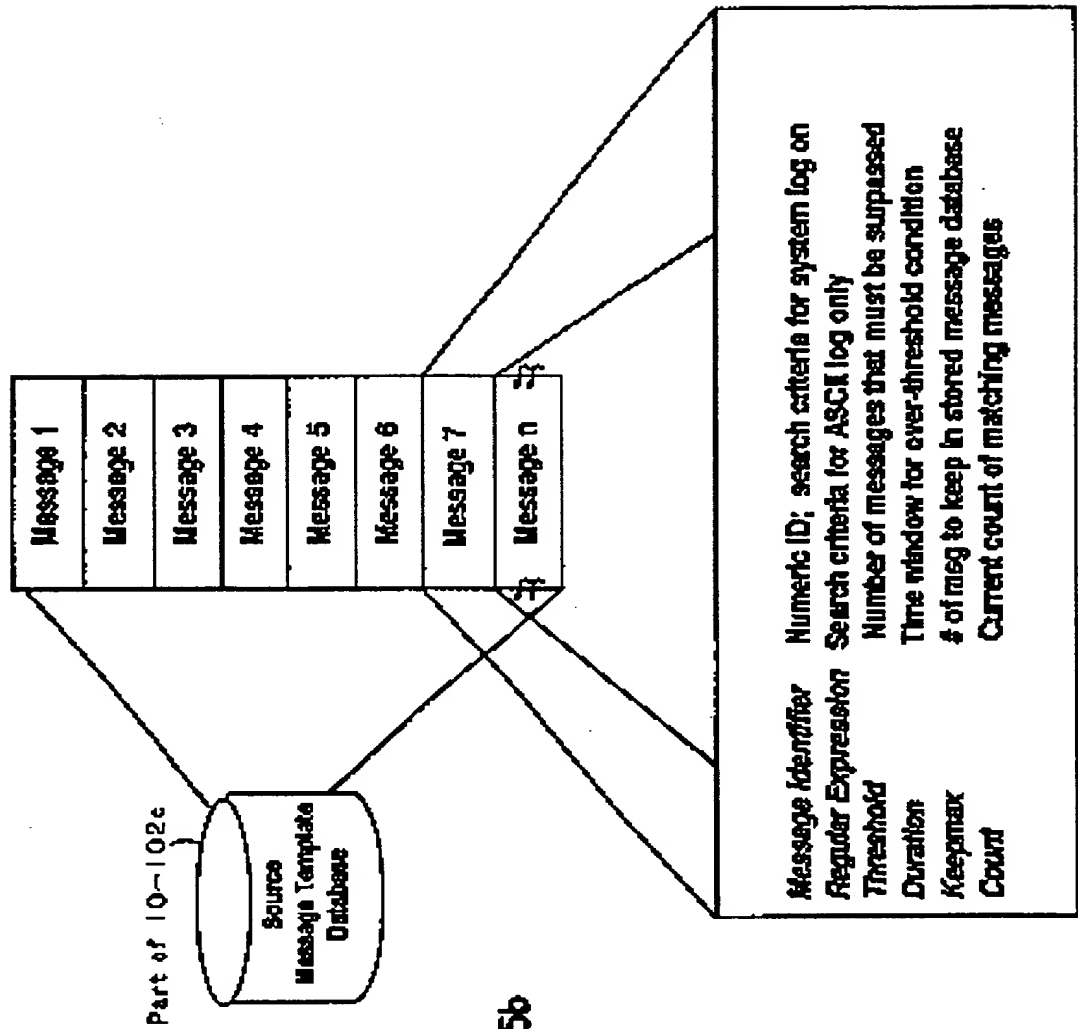 Part of 10-102c
Source
Message Template
Database
Message 1
Message 2
Message 3
Message 4
Message 5
Message 6
Message 7
Message n
Message Identifier Numeric ID; search criteria for system log on
Regular Expression Search criteria for ASCII log only
Threshold Number of messages that must be surpassed
Duration Time window for over-threshold condition
Keepmax # of msg to keep in stored message database
Count Current count of matching messages
5b